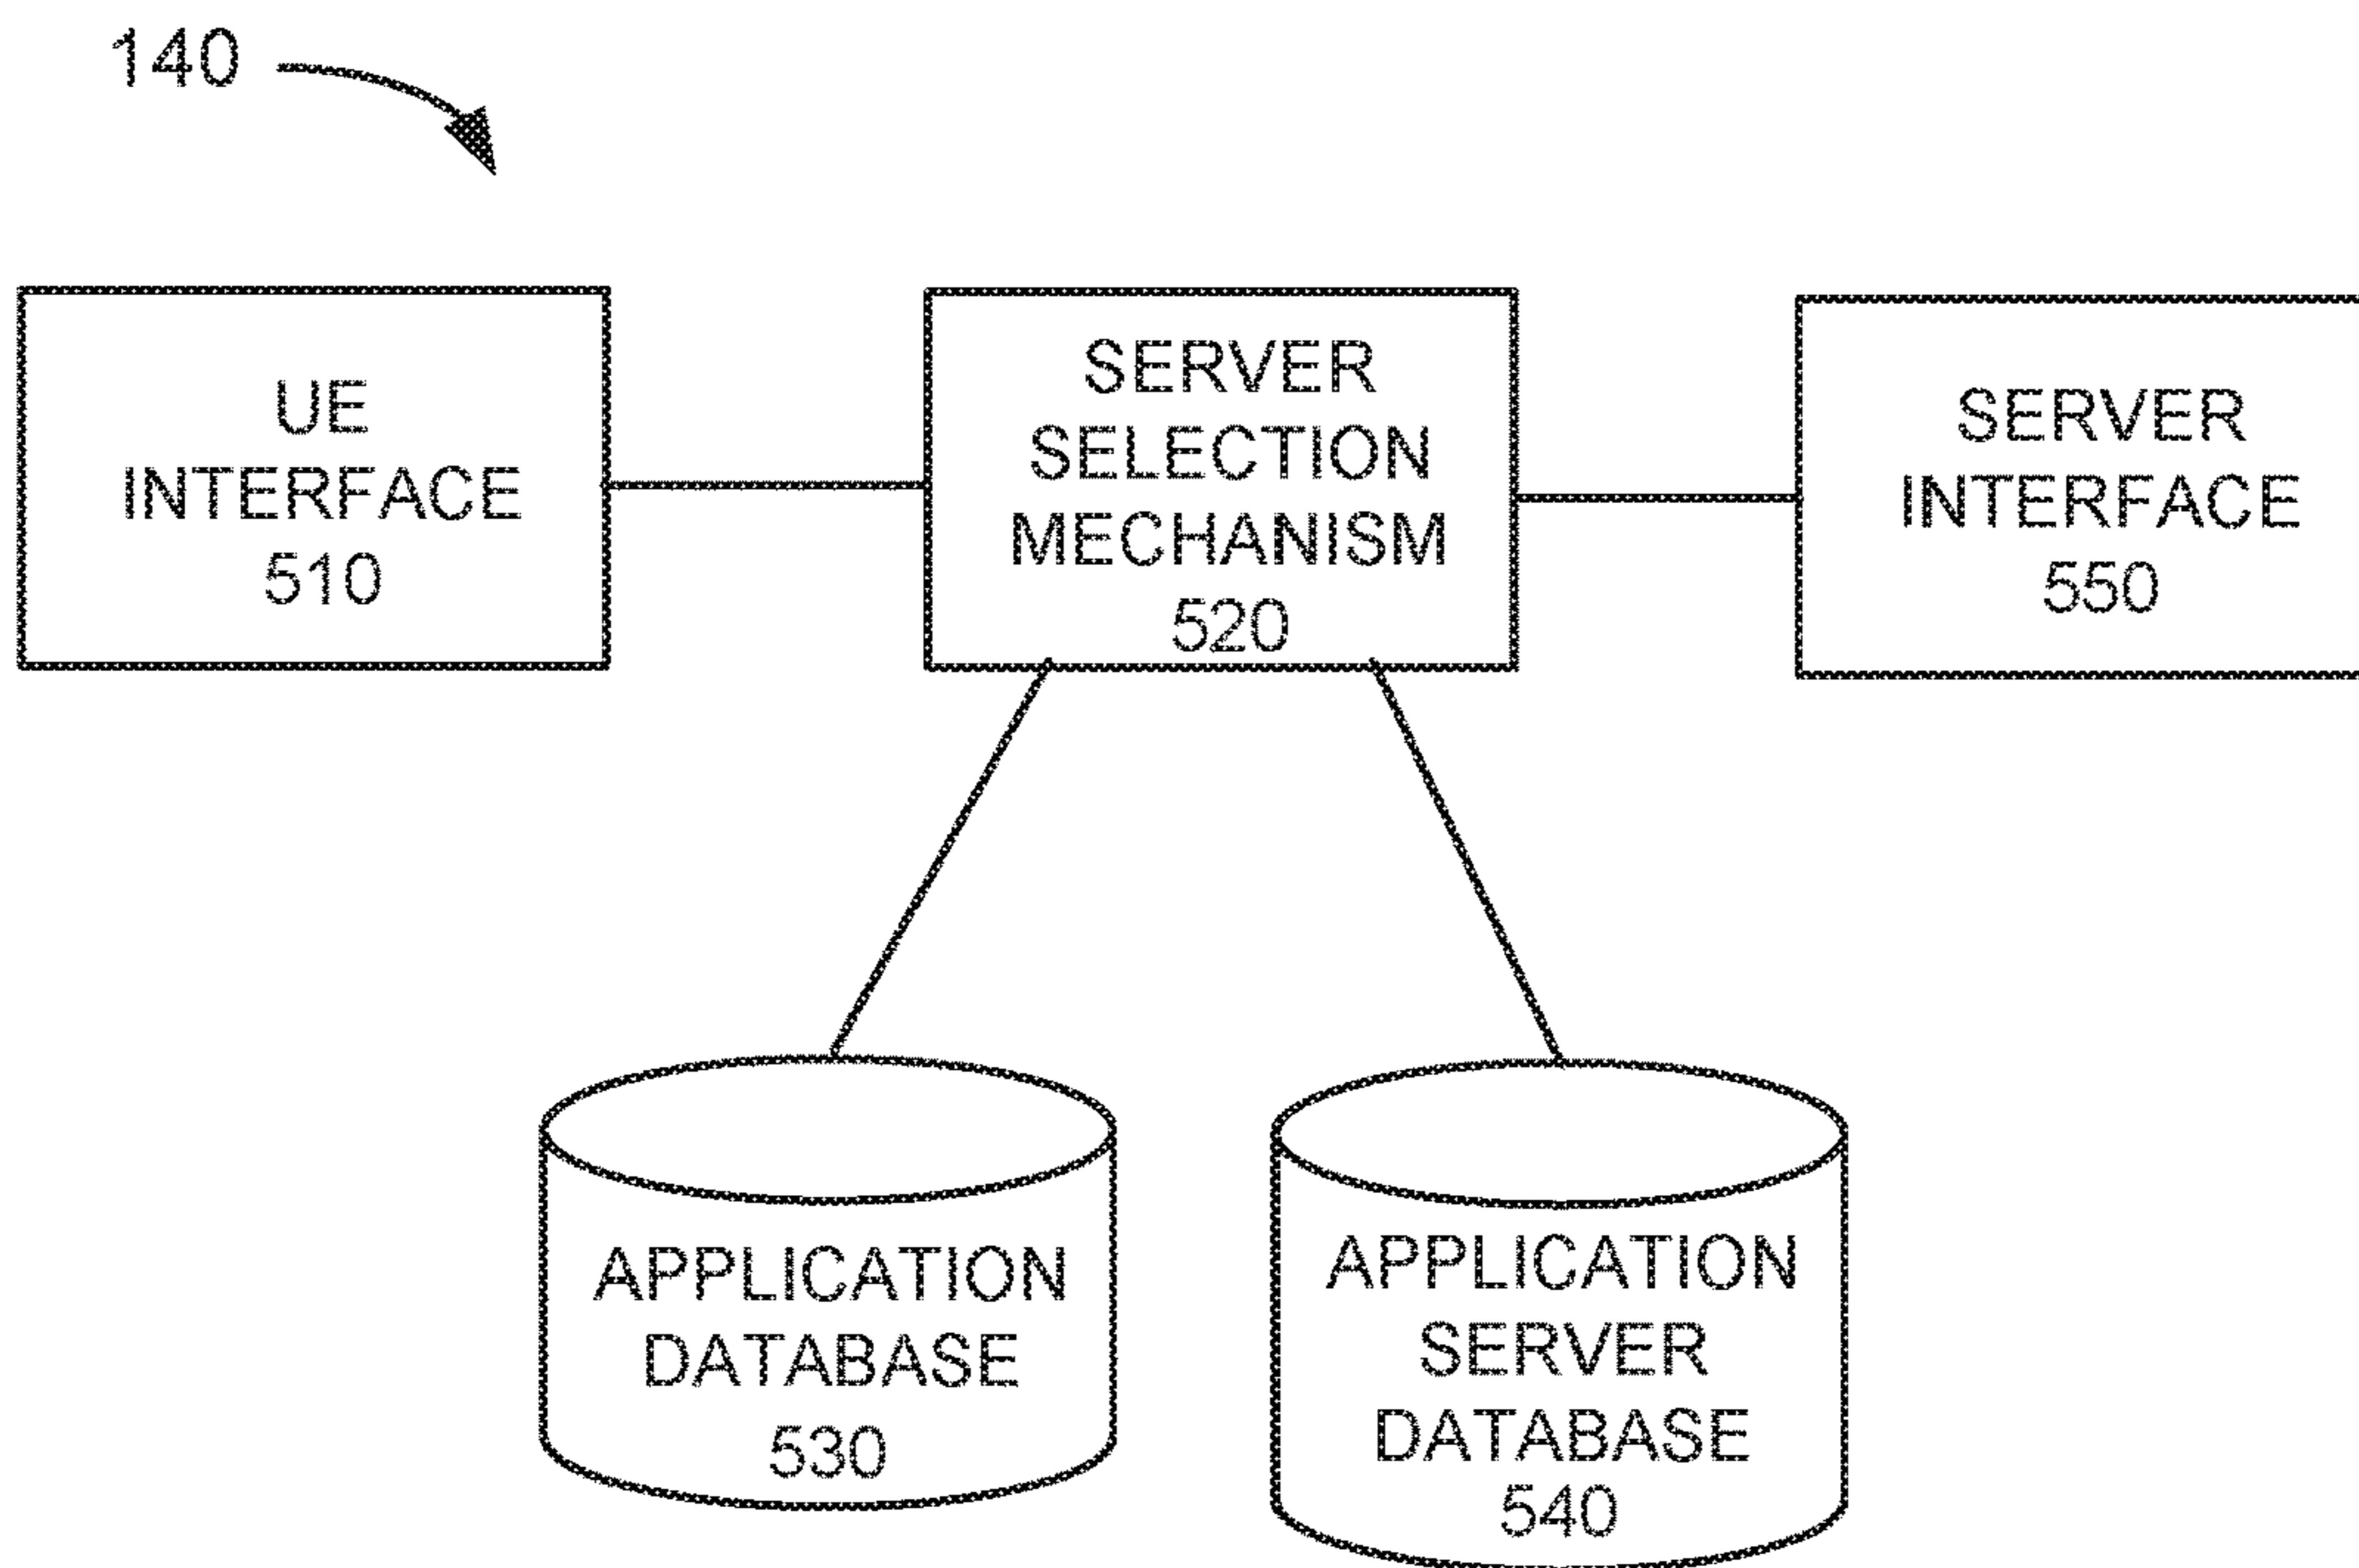 140
UE
INTERFACE
510
SERVER
SELECTION
MECHANISM
520
SERVER
INTERFACE
550
APPLICATION
DATABASE
530
APPLICATION
SERVER
DATABASE
540